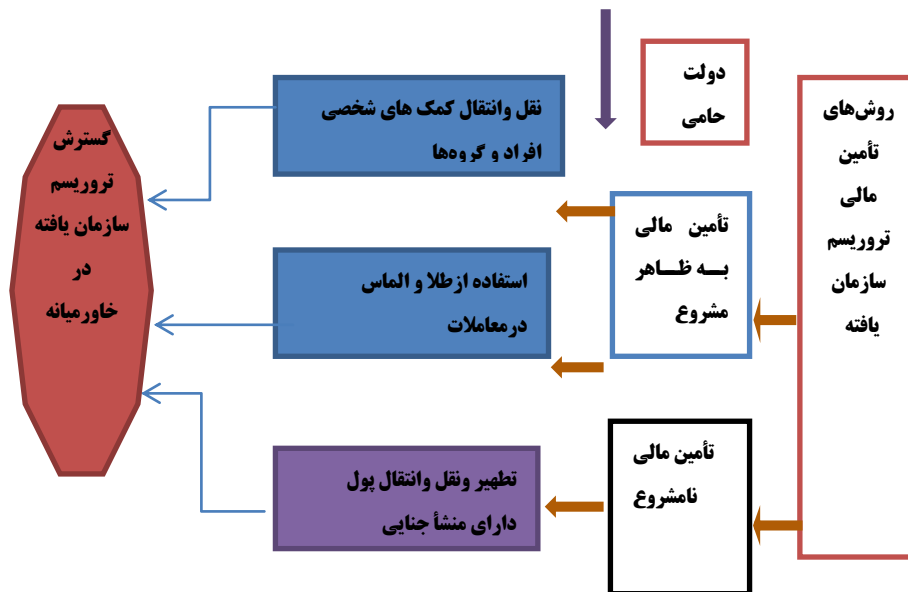 روش‌های
تأمین
مالی
تروریسم
سازمان
یافته
دولت
حامی
تأمین مالی
بــه ظــاهر
مشروع
تأمین مالی
نامشروع
نقل وانتقال کمک های شخصی
افراد و گروه‌ها
استفاده ازطلا و الماس
درمعاملات
تطهیر ونقل وانتقال پول
دارای منشأ جنایی
گسترش
تروریسم
سازمان یافته
در
خاورمیانه